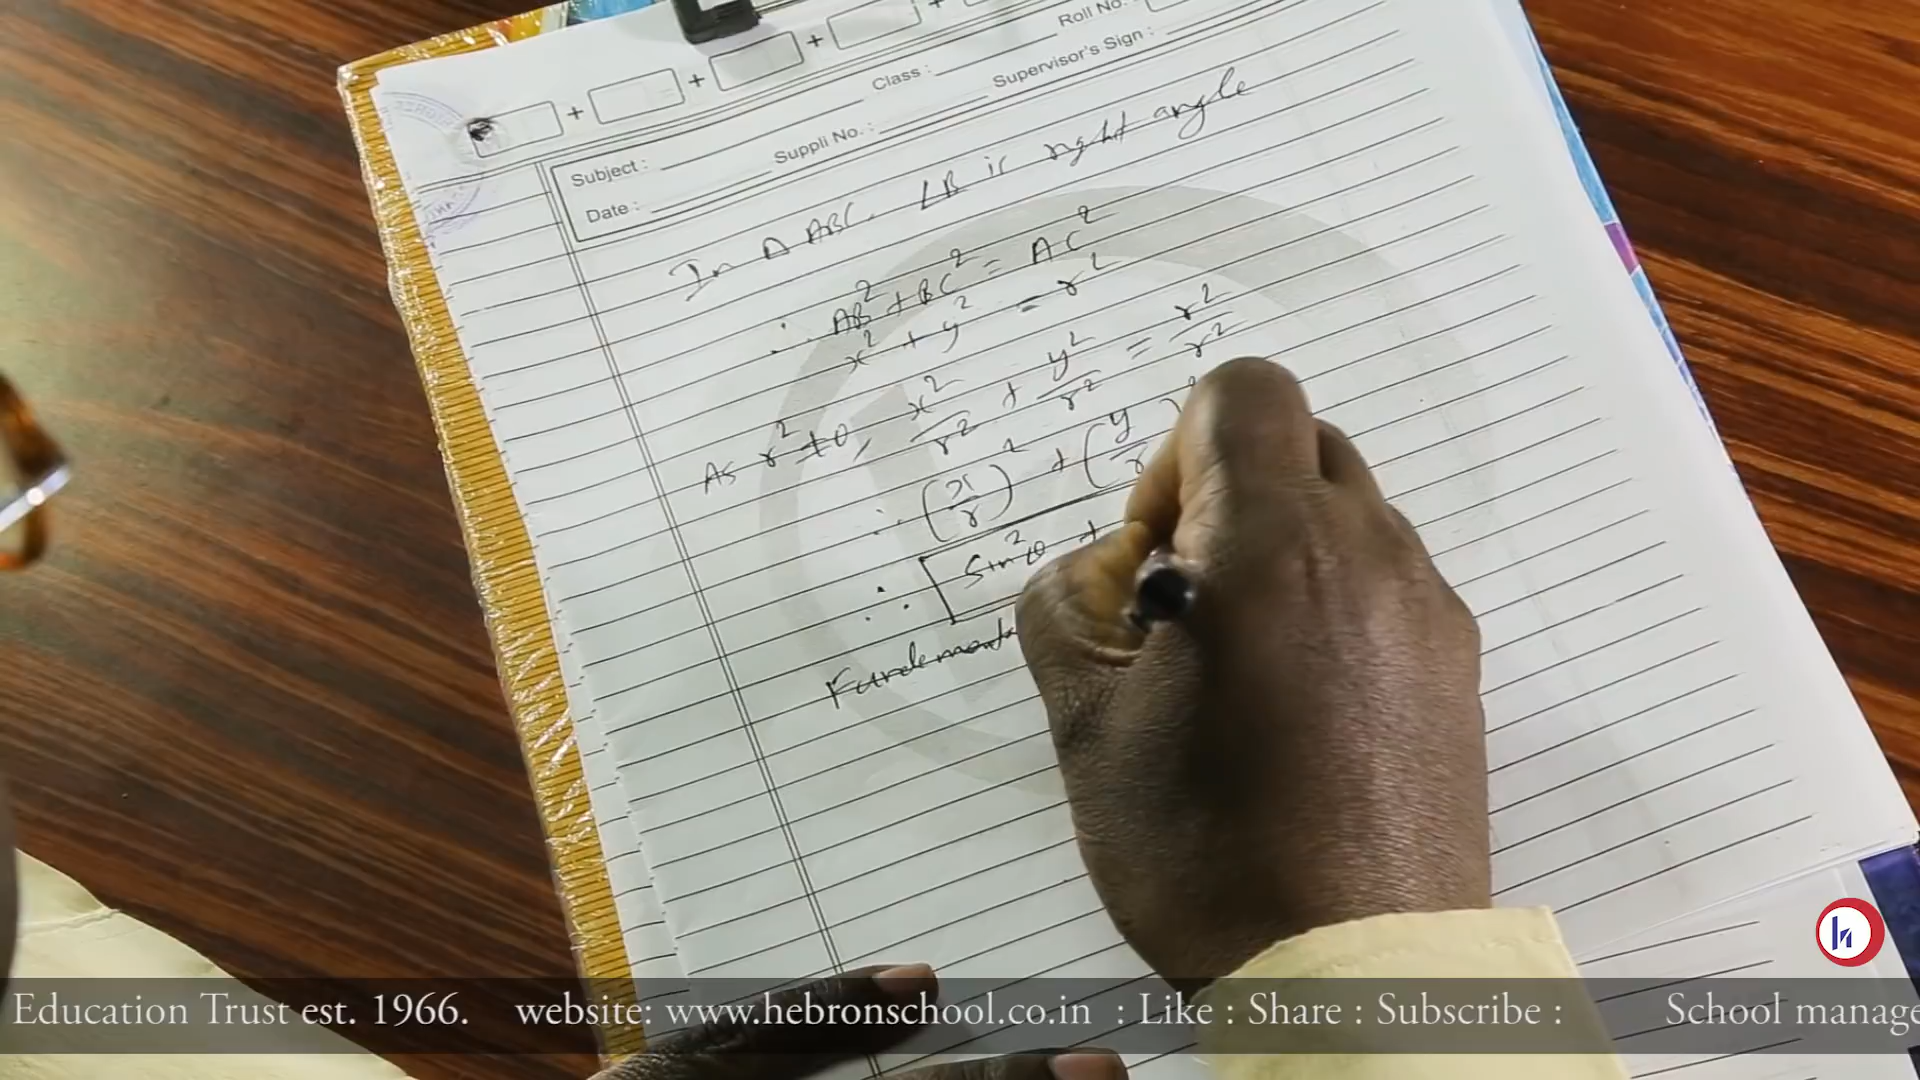 + + + +
Roll No.
Class : Supervisor's Sign :
Subject : Suppli No. :
Date :
In Δ ABC. ∠B is right angle
∴ AB² + BC² = AC²
x² + y² = r²
As r² ≠ 0, x²/r² + y²/r² = r²/r²
∴ (x/r)² + (y/r)
∴ Sin²θ +
Education Trust est. 1966. website: www.hebronschool.co.in : Like : Share : Subscribe : School manage